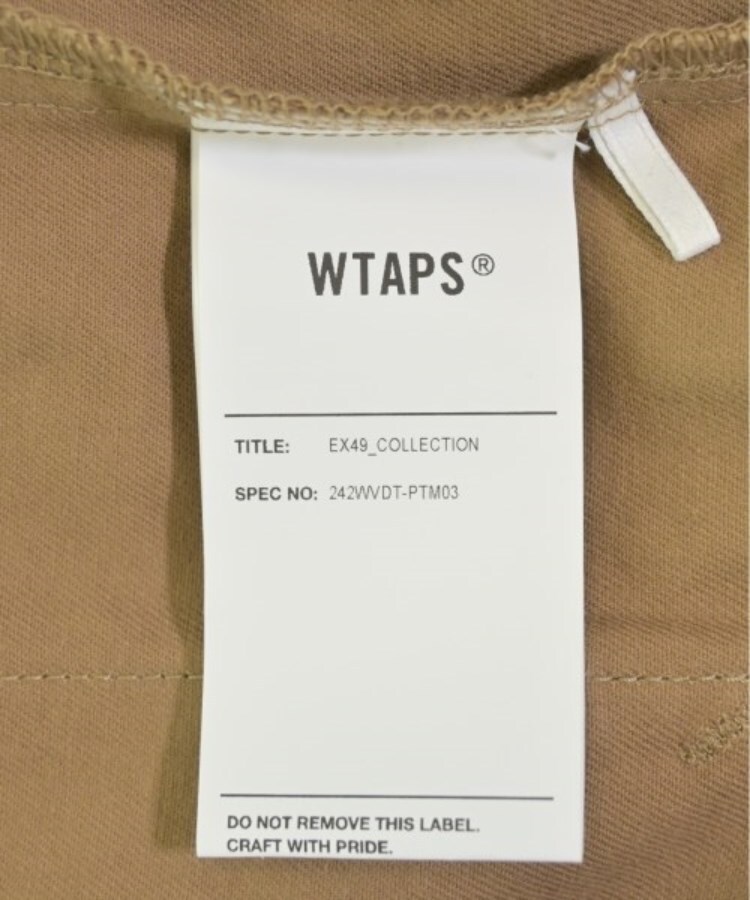 WTAPS®
TITLE: EX49_COLLECTION
SPEC NO: 242WVDT-PTM03
DO NOT REMOVE THIS LABEL.
CRAFT WITH PRIDE.